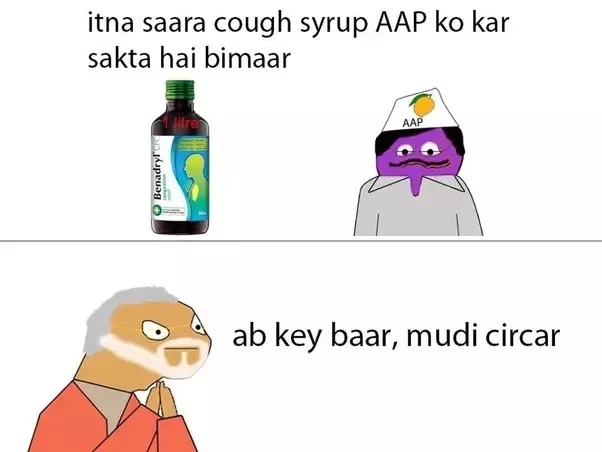 itna saara cough syrup AAP ko kar
sakta hai bimaar
1 litre
Benadryl
AAP
ab key baar, mudi circar